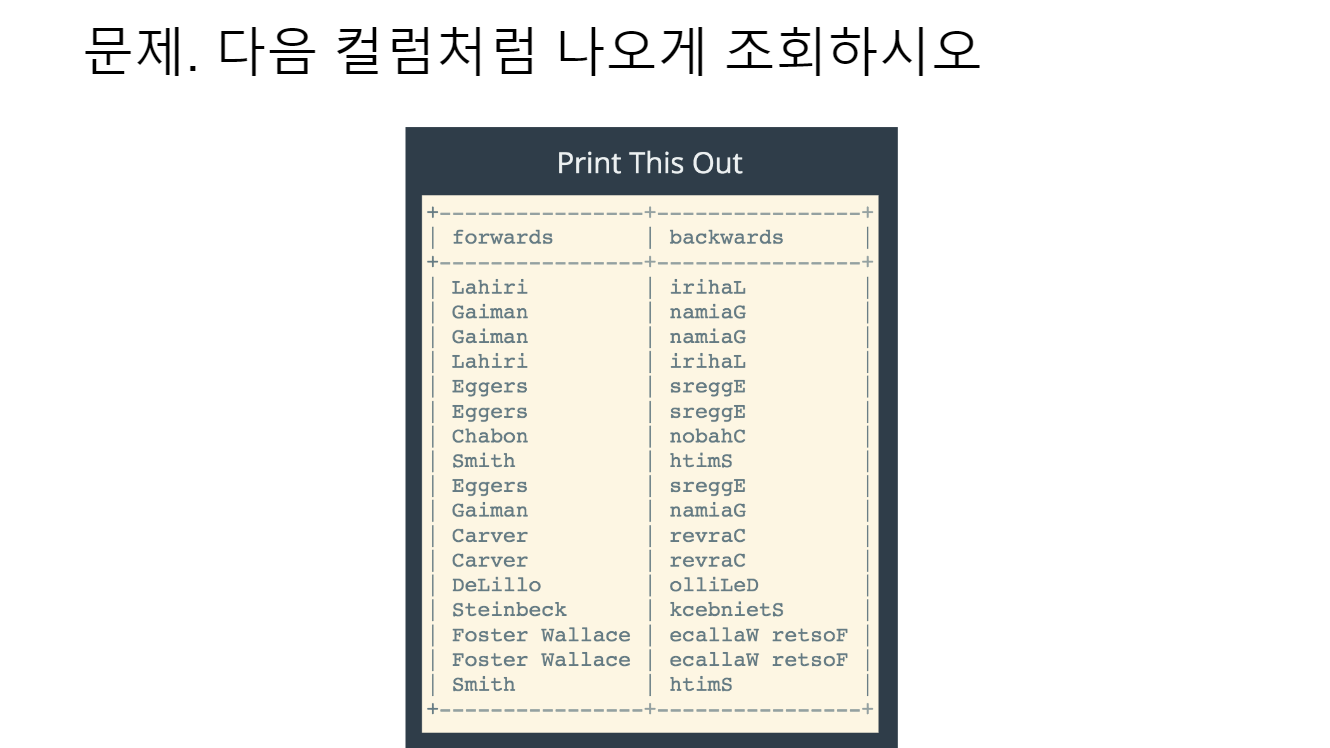 문제. 다음 컬럼처럼 나오게 조회하시오
Print This Out
+----------------+----------------+
| forwards | backwards |
+----------------+----------------+
| Lahiri | irihaL |
| Gaiman | namiaG |
| Gaiman | namiaG |
| Lahiri | irihaL |
| Eggers | sreggE |
| Eggers | sreggE |
| Chabon | nobahC |
| Smith | htimS |
| Eggers | sreggE |
| Gaiman | namiaG |
| Carver | revraC |
| Carver | revraC |
| DeLillo | olliLeD |
| Steinbeck | kcebnietS |
| Foster Wallace | ecallaW retsoF |
| Foster Wallace | ecallaW retsoF |
| Smith | htimS |
+----------------+----------------+